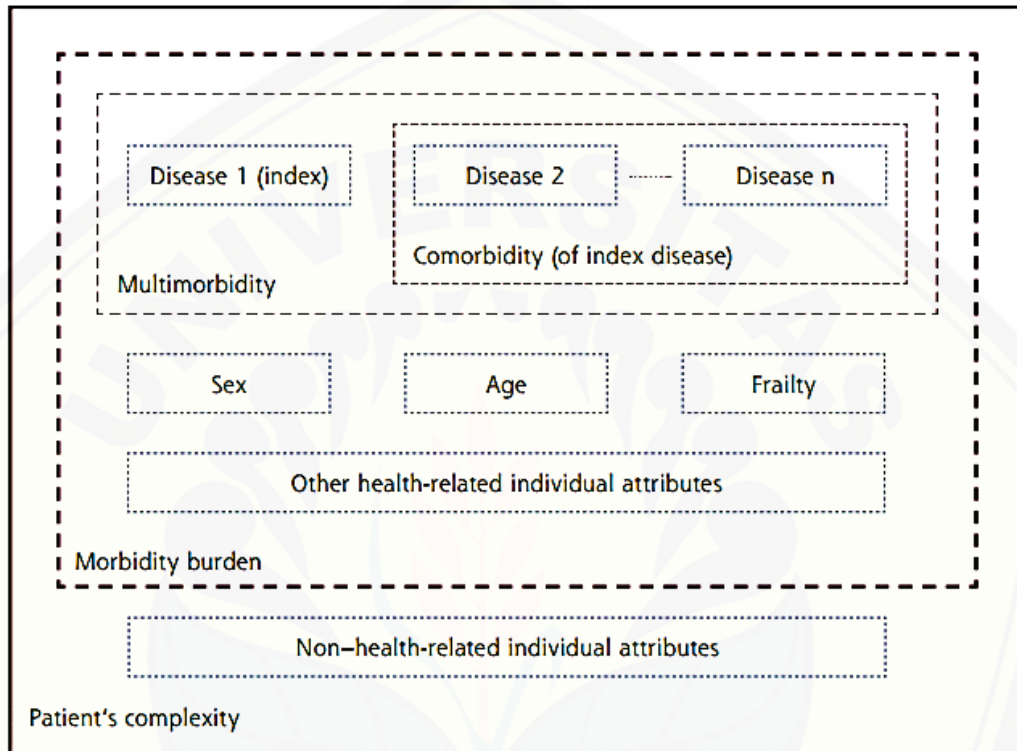 Disease 1 (index)
Disease 2
Disease n
Comorbidity (of index disease)
Multimorbidity
Sex
Age
Frailty
Other health-related individual attributes
Morbidity burden
Non–health-related individual attributes
Patient's complexity
UNIVERSITAS